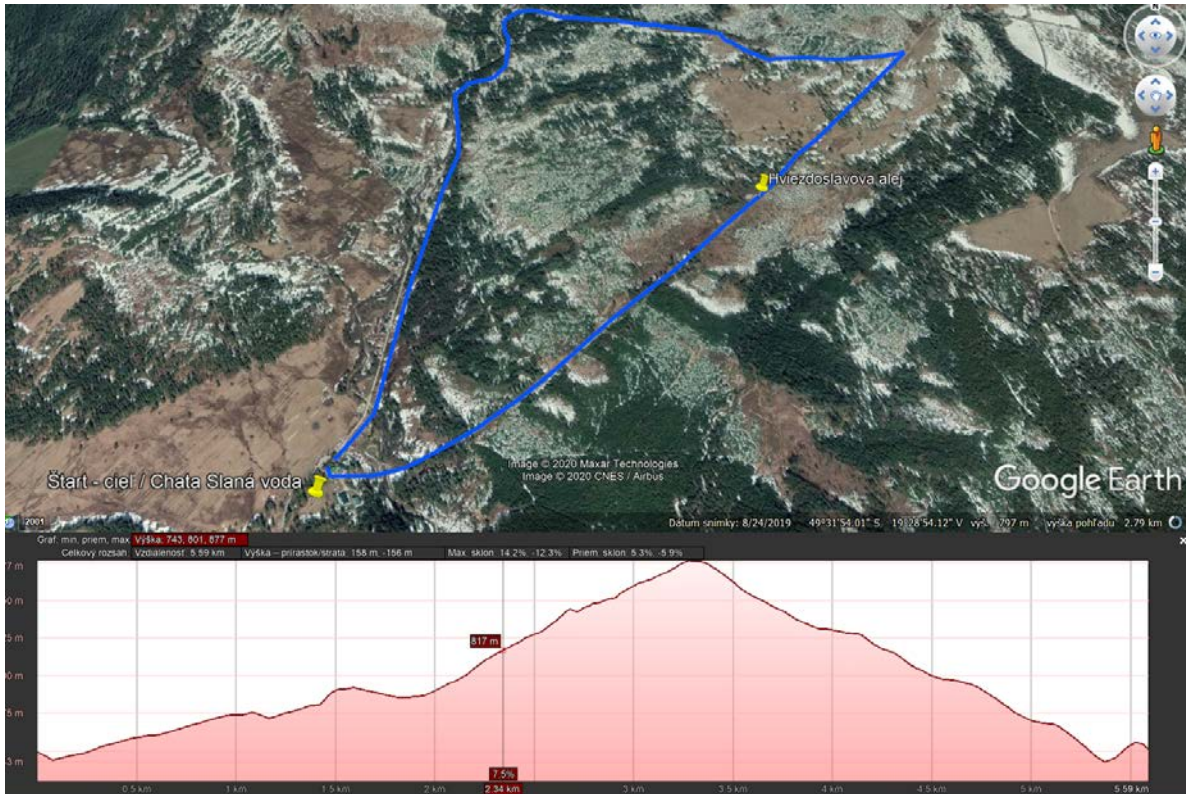 N
Hviezdoslavova alej
Štart - cieľ / Chata Slaná voda
Image © 2020 Maxar Technologies
Image © 2020 CNES / Airbus
Google Earth
2001
Dátum snímky: 8/24/2019 49°31'54.01" S 19°28'54.12" V výš. 797 m výška pohľadu 2.79 km
Graf: min, priem, max Výška: 743, 801, 877 m
Celkový rozsah: Vzdialenosť: 5.59 km Výška – prírastok/strata: 158 m, -156 m Max. sklon: 14.2%, -12.3% Priem. sklon: 5.3%, -5.9%
817 m
7.5%
0.5 km 1 km 1.5 km 2 km 2.34 km 3 km 3.5 km 4 km 4.5 km 5 km 5.59 km